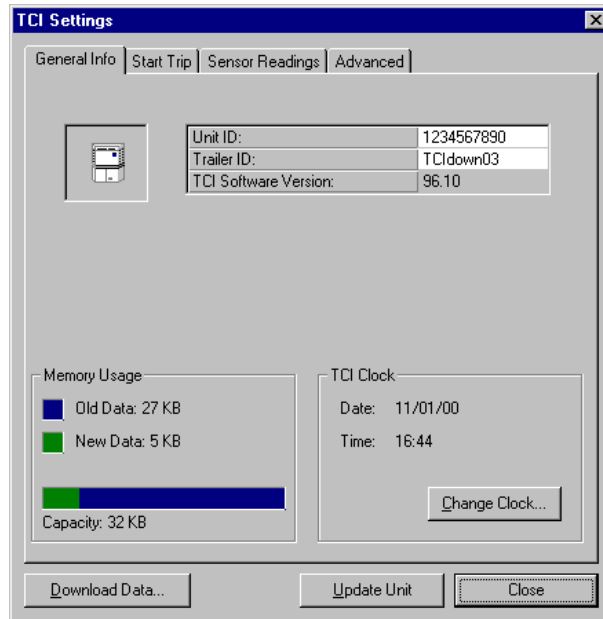 TCI Settings
General Info Start Trip Sensor Readings Advanced
Unit ID: 1234567890
Trailer ID: TCIdown03
TCI Software Version: 96.10
Memory Usage
Old Data: 27 KB
New Data: 5 KB
Capacity: 32 KB
TCI Clock
Date: 11/01/00
Time: 16:44
Change Clock...
Download Data... Update Unit Close